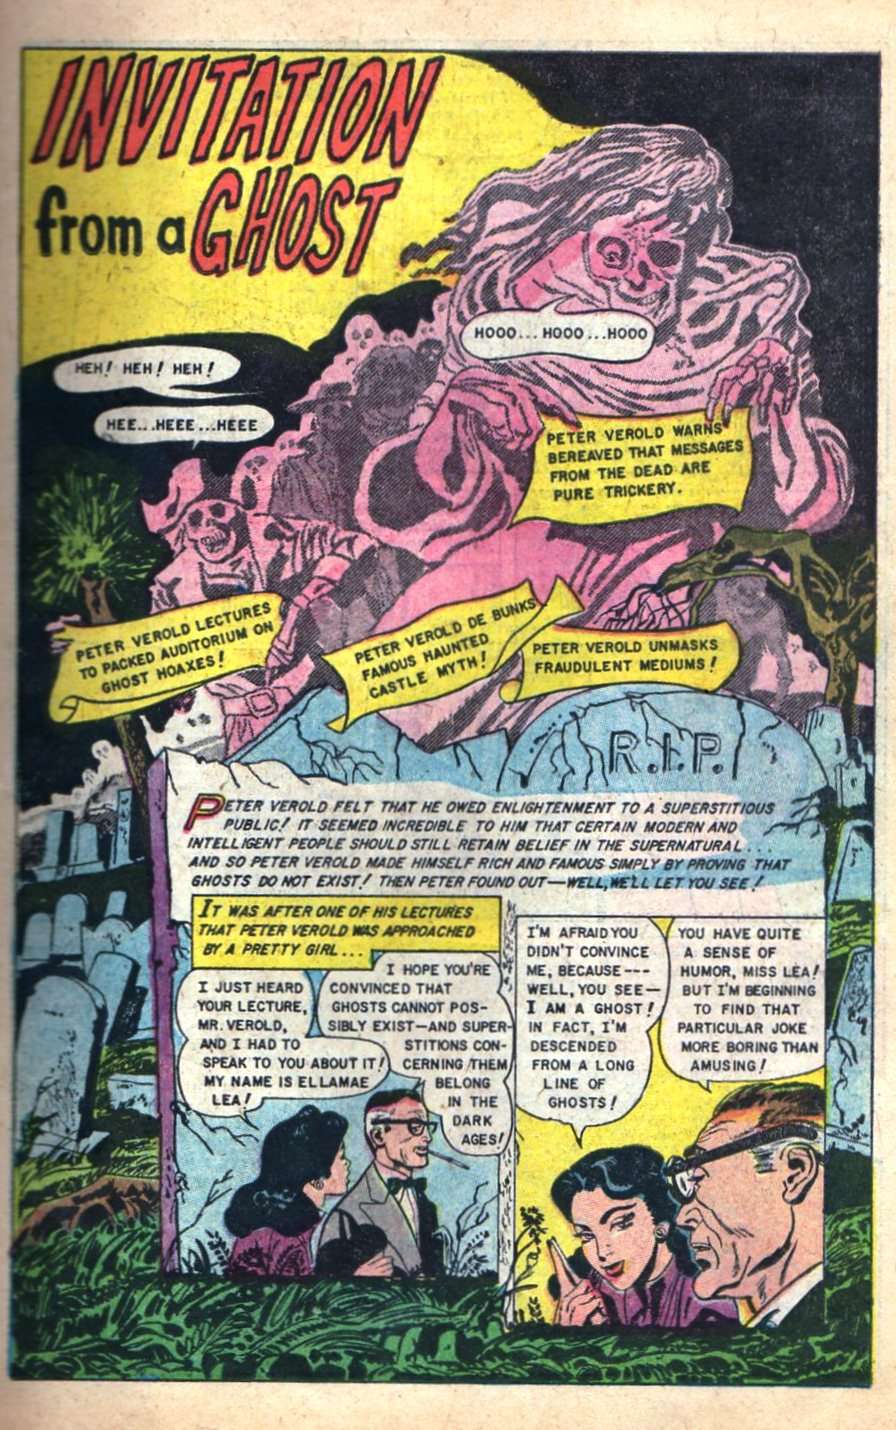 INVITATION
from a GHOST
HEH! HEH! HEH!
HEE...HEEE...HEEE
HOOO...HOOO...HOOO
PETER VEROLD WARNS
BEREAVED THAT MESSAGES
FROM THE DEAD ARE
PURE TRICKERY.
PETER VEROLD LECTURES
TO PACKED AUDITORIUM ON
GHOST HOAXES!
PETER VEROLD DE BUNKS
FAMOUS HAUNTED
CASTLE MYTH!
PETER VEROLD UNMASKS
FRAUDULENT MEDIUMS!
R.I.P.
PETER VEROLD FELT THAT HE OWED ENLIGHTENMENT TO A SUPERSTITIOUS
PUBLIC! IT SEEMED INCREDIBLE TO HIM THAT CERTAIN MODERN AND
INTELLIGENT PEOPLE SHOULD STILL RETAIN BELIEF IN THE SUPERNATURAL...
AND SO PETER VEROLD MADE HIMSELF RICH AND FAMOUS SIMPLY BY PROVING THAT
GHOSTS DO NOT EXIST! THEN PETER FOUND OUT—WELL, WE'LL LET YOU SEE!
IT WAS AFTER ONE OF HIS LECTURES
THAT PETER VEROLD WAS APPROACHED
BY A PRETTY GIRL...
I JUST HEARD
YOUR LECTURE,
MR. VEROLD,
AND I HAD TO
SPEAK TO YOU ABOUT IT!
MY NAME IS ELLAMAE
LEA!
I HOPE YOU'RE
CONVINCED THAT
GHOSTS CANNOT POS-
SIBLY EXIST—AND SUPER-
STITIONS CON-
CERNING THEM
BELONG
IN THE
DARK
AGES!
I'M AFRAID YOU
DIDN'T CONVINCE
ME, BECAUSE---
WELL, YOU SEE—
I AM A GHOST!
IN FACT, I'M
DESCENDED
FROM A LONG
LINE OF
GHOSTS!
YOU HAVE QUITE
A SENSE OF
HUMOR, MISS LEA!
BUT I'M BEGINNING
TO FIND THAT
PARTICULAR JOKE
MORE BORING THAN
AMUSING!